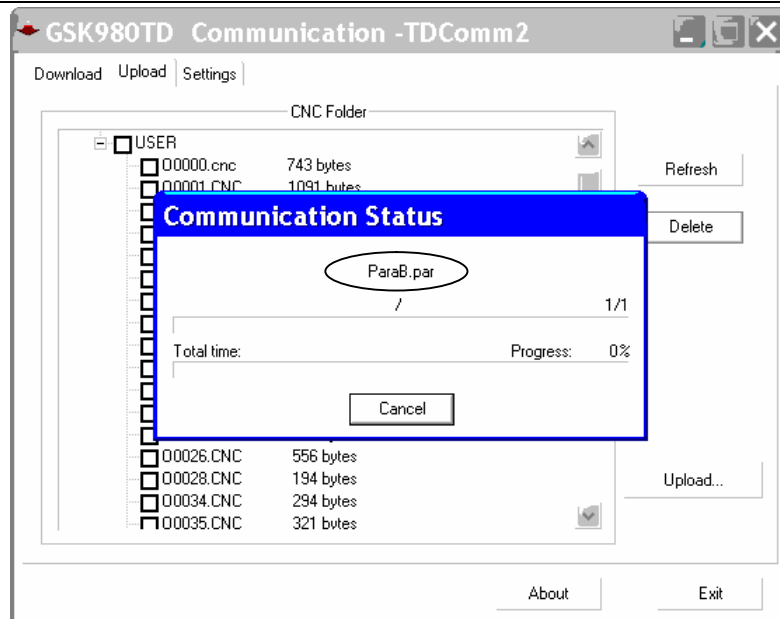 GSK980TD Communication -TDComm2
Download Upload Settings
CNC Folder
USER
O0000.cnc 743 bytes
O0001.CNC 1091 bytes
Refresh
Delete
Communication Status
ParaB.par
/ 1/1
Total time: Progress: 0%
Cancel
O0026.CNC 556 bytes
O0028.CNC 194 bytes
O0034.CNC 294 bytes
O0035.CNC 321 bytes
Upload...
About Exit